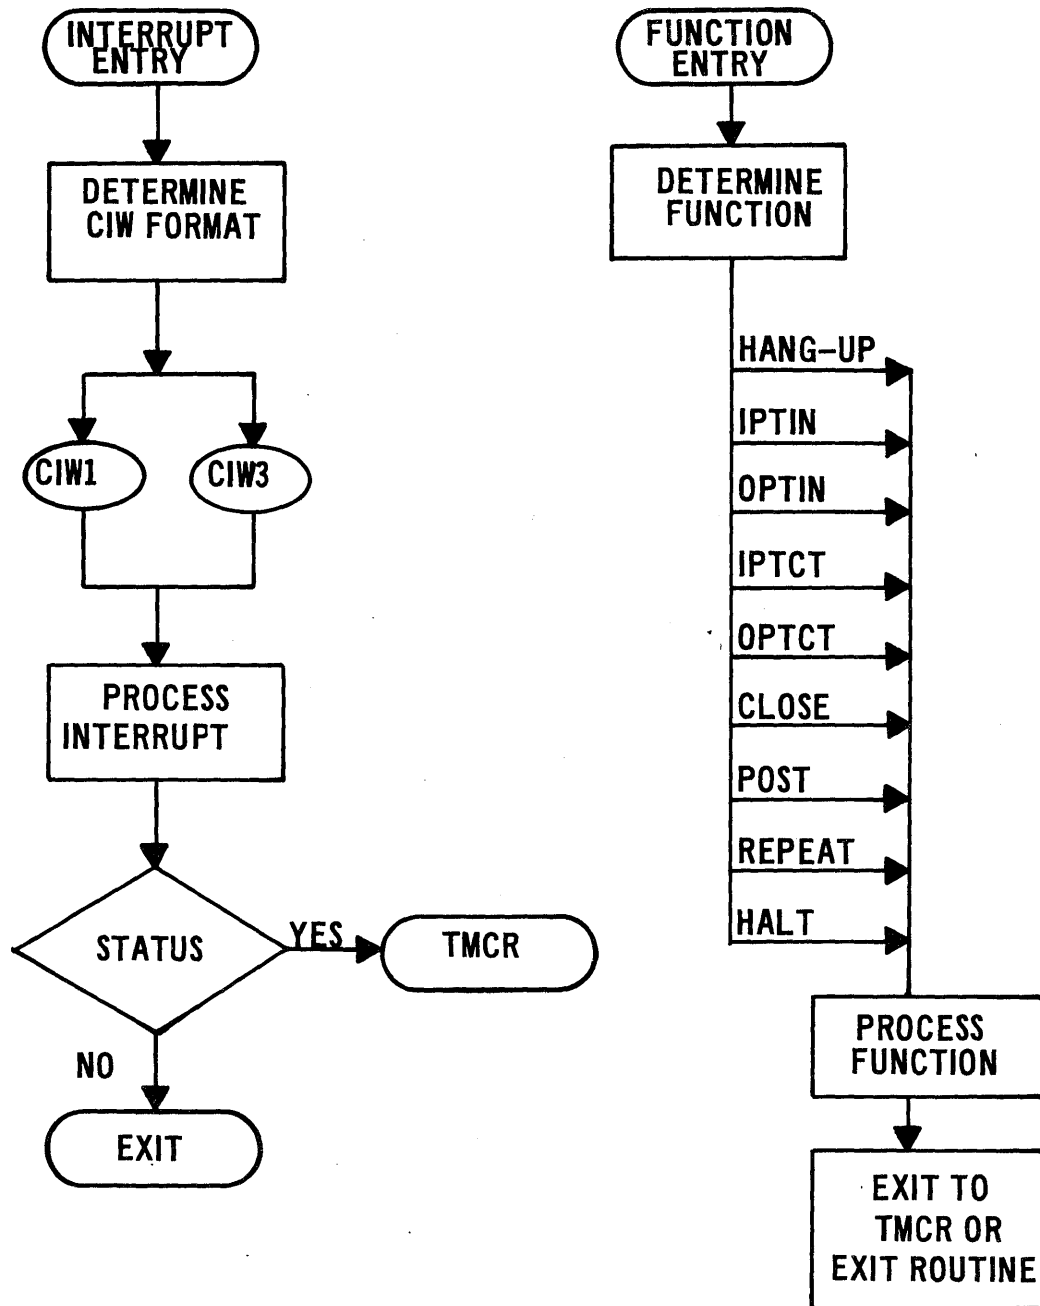 INTERRUPT
ENTRY
DETERMINE
CIW FORMAT
CIW1
CIW3
PROCESS
INTERRUPT
STATUS
YES
TMCR
NO
EXIT
FUNCTION
ENTRY
DETERMINE
FUNCTION
HANG-UP
IPTIN
OPTIN
IPTCT
OPTCT
CLOSE
POST
REPEAT
HALT
PROCESS
FUNCTION
EXIT TO
TMCR OR
EXIT ROUTINE